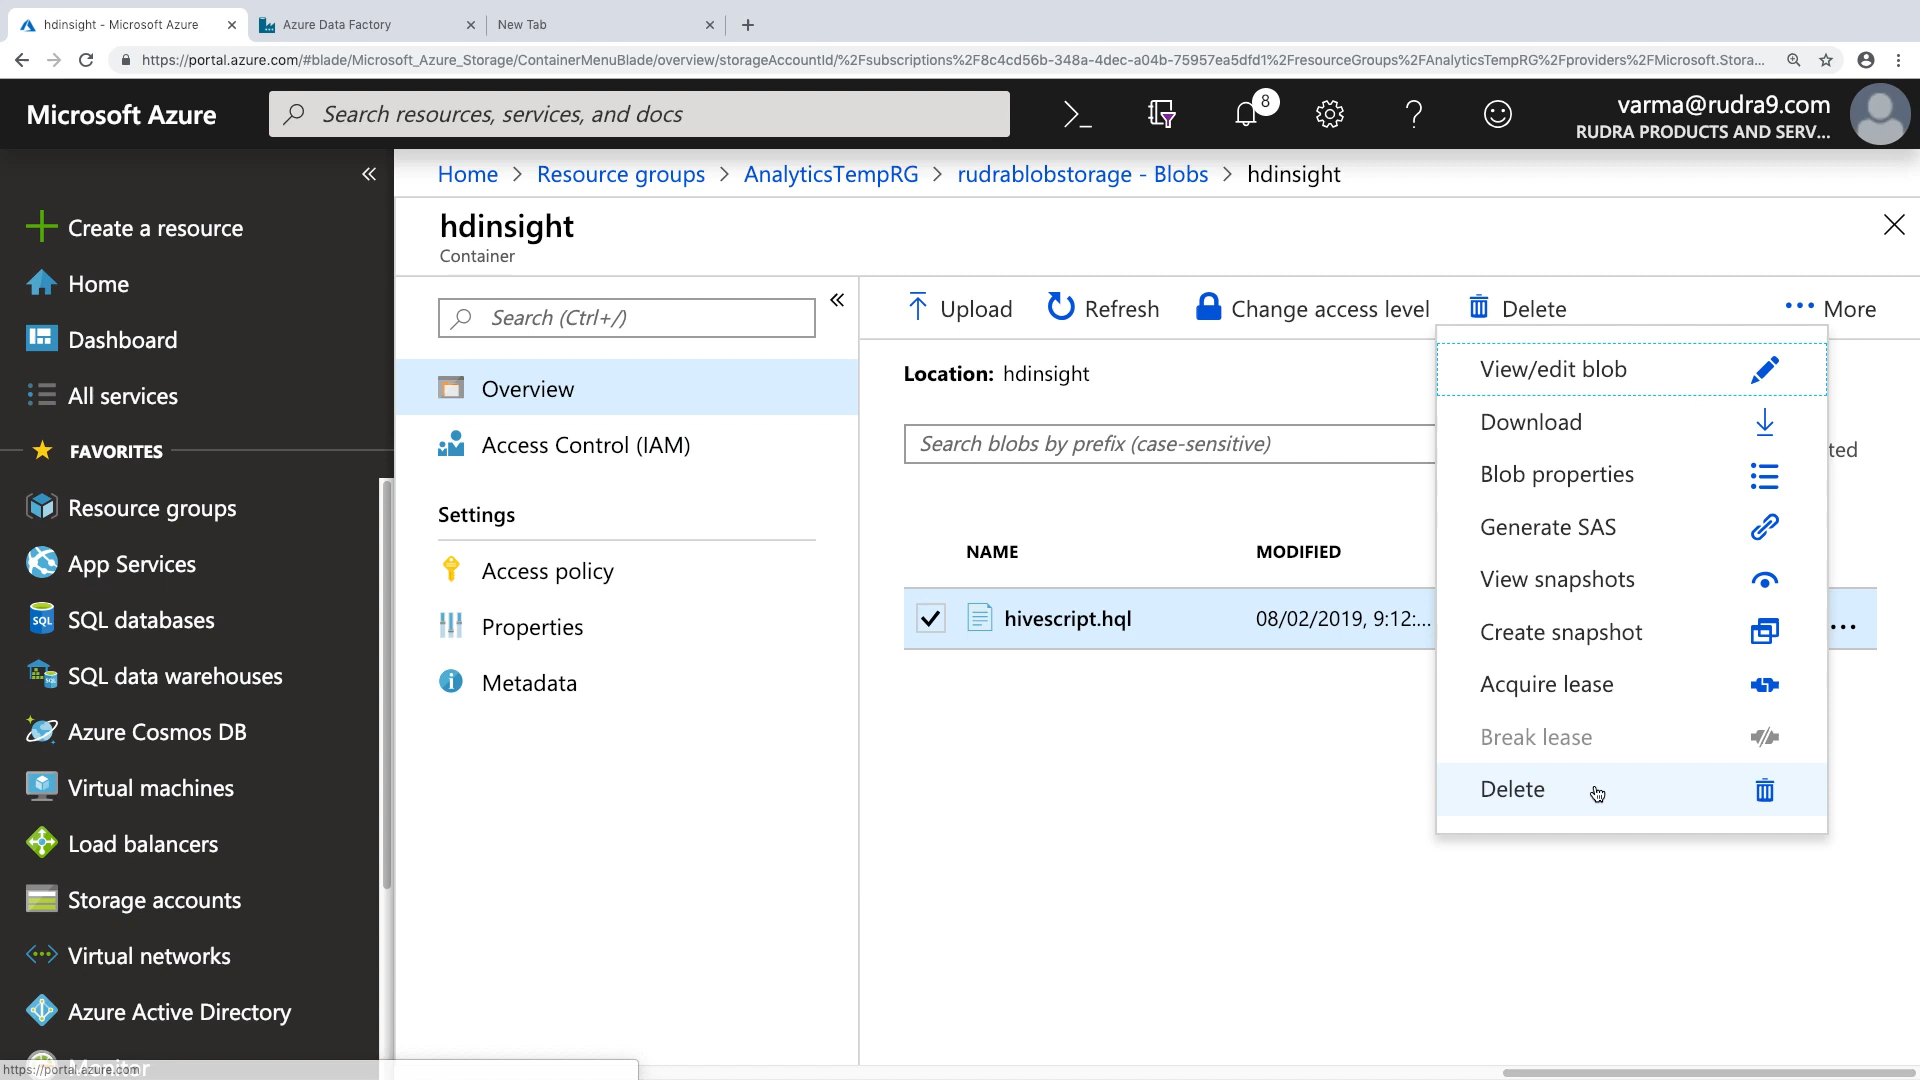 hdinsight - Microsoft Azure
Azure Data Factory
New Tab
https://portal.azure.com/#blade/Microsoft_Azure_Storage/ContainerMenuBlade/overview/storageAccountId/%2Fsubscriptions%2F8c4cd56b-348a-4dec-a04b-75957ea5dfd1%2FresourceGroups%2FAnalyticsTempRG%2Fproviders%2FMicrosoft.Stora...
Microsoft Azure
Search resources, services, and docs
8
varma@rudra9.com
RUDRA PRODUCTS AND SERV...
Home > Resource groups > AnalyticsTempRG > rudrablobstorage - Blobs > hdinsight
hdinsight
Container
Create a resource
Home
Dashboard
All services
FAVORITES
Resource groups
App Services
SQL databases
SQL data warehouses
Azure Cosmos DB
Virtual machines
Load balancers
Storage accounts
Virtual networks
Azure Active Directory
Monitor
https://portal.azure.com
Search (Ctrl+/)
Overview
Access Control (IAM)
Settings
Access policy
Properties
Metadata
Upload
Refresh
Change access level
Delete
More
Location: hdinsight
Search blobs by prefix (case-sensitive)
ted
NAME MODIFIED
hivescript.hql 08/02/2019, 9:12:...
View/edit blob
Download
Blob properties
Generate SAS
View snapshots
Create snapshot
Acquire lease
Break lease
Delete